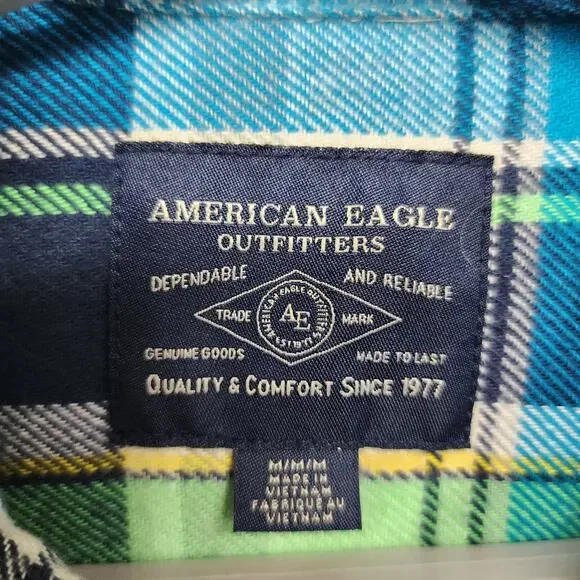 AMERICAN EAGLE
OUTFITTERS
DEPENDABLE AND RELIABLE
AMERICAN EAGLE OUTFITTERS
TRADE AE MARK
EST 1977
GENUINE GOODS MADE TO LAST
QUALITY & COMFORT SINCE 1977
M/M/M
MADE IN
VIETNAM
FABRIQUE AU
VIETNAM